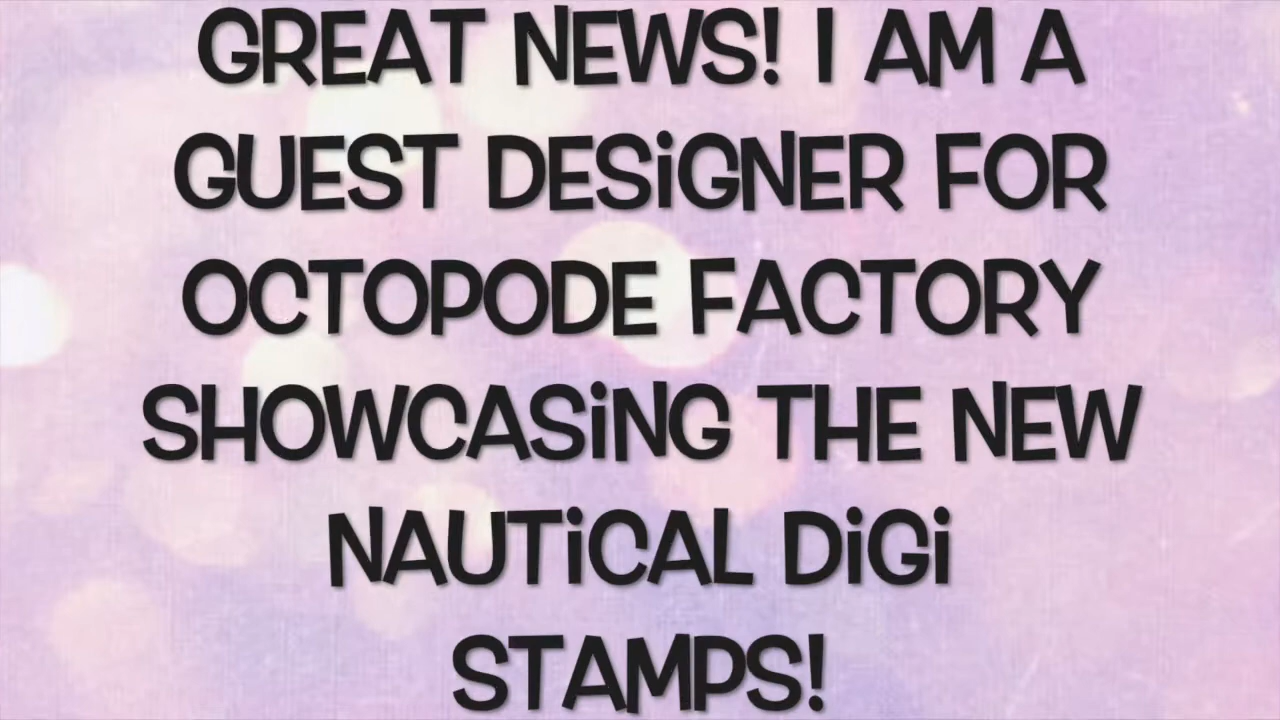 GREAT NEWS! I AM A
GUEST DESiGNER FOR
OCTOPODE FACTORY
SHOWCASiNG THE NEW
NAUTiCAL DiGi
STAMPS!